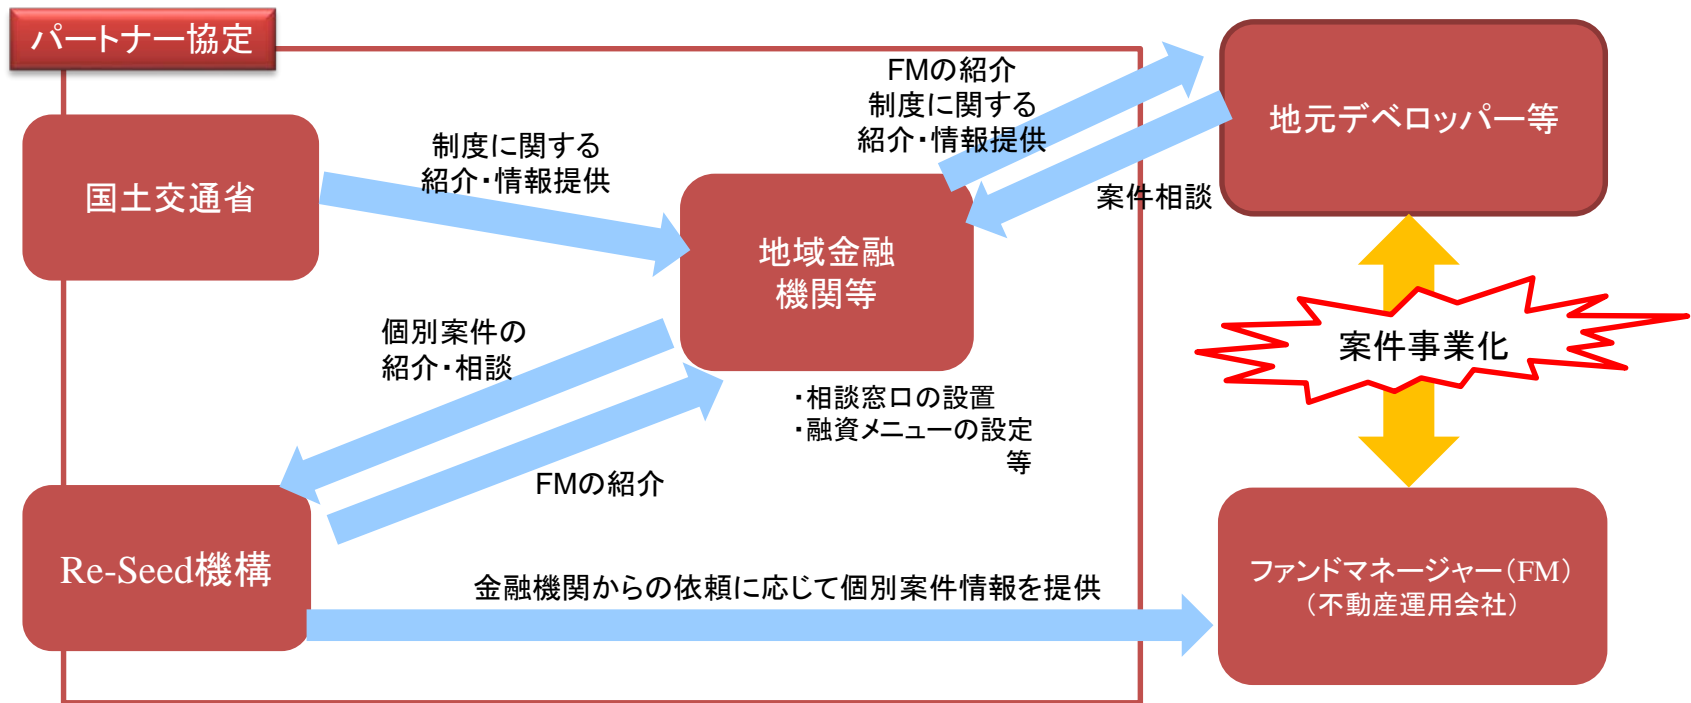 パートナー協定
国土交通省
制度に関する
紹介・情報提供
FMの紹介
制度に関する
紹介・情報提供
地元デベロッパー等
案件相談
地域金融
機関等
個別案件の
紹介・相談
・相談窓口の設置
・融資メニューの設定
等
案件事業化
FMの紹介
Re-Seed機構
金融機関からの依頼に応じて個別案件情報を提供
ファンドマネージャー(FM)
(不動産運用会社)